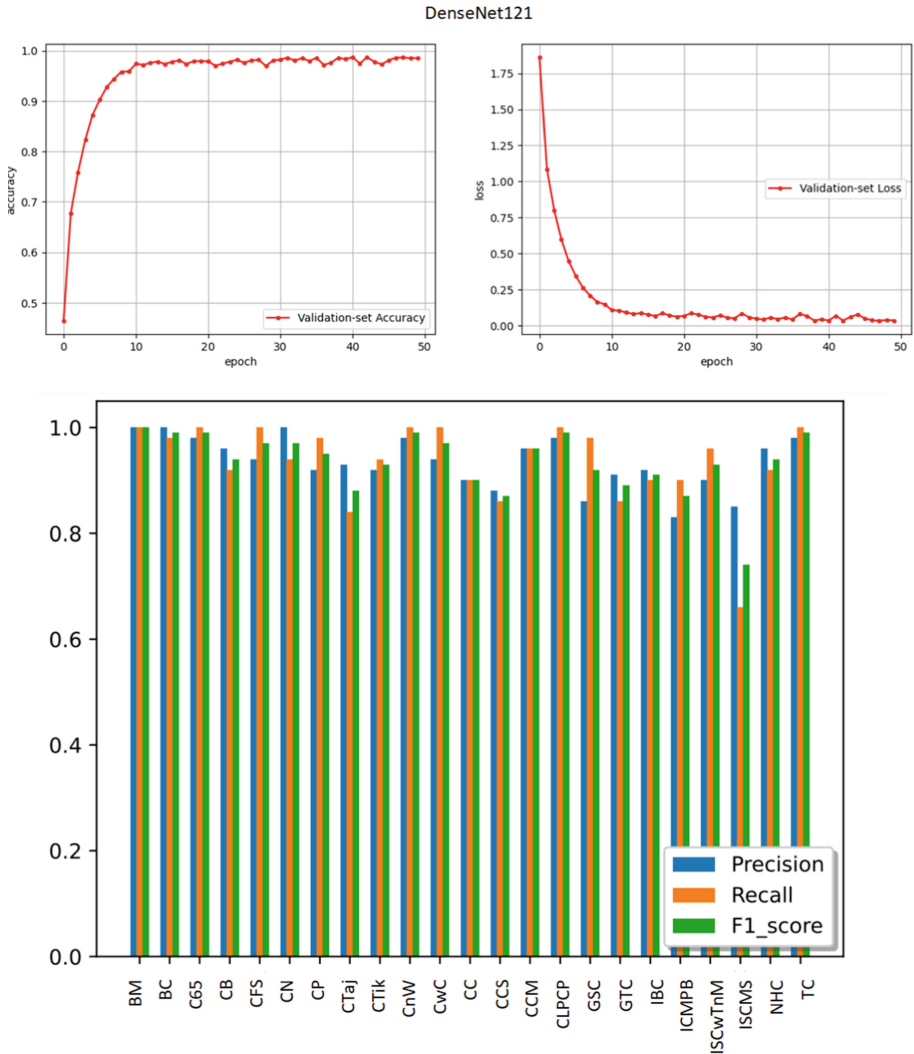 DenseNet121
1.0
0.9
0.8
0.7
0.6
0.5
accuracy
Validation-set Accuracy
0 10 20 30 40 50
epoch
1.75
1.50
1.25
1.00
0.75
0.50
0.25
0.00
loss
Validation-set Loss
0 10 20 30 40 50
epoch
1.0
0.8
0.6
0.4
0.2
0.0
Precision
Recall
F1_score
BM
BC
C65
CB
CFS
CN
CP
CTaj
CTik
CnW
CwC
CC
CCS
CCM
CLPCP
GSC
GTC
IBC
ICMPB
ISCwTnM
ISCMS
NHC
TC